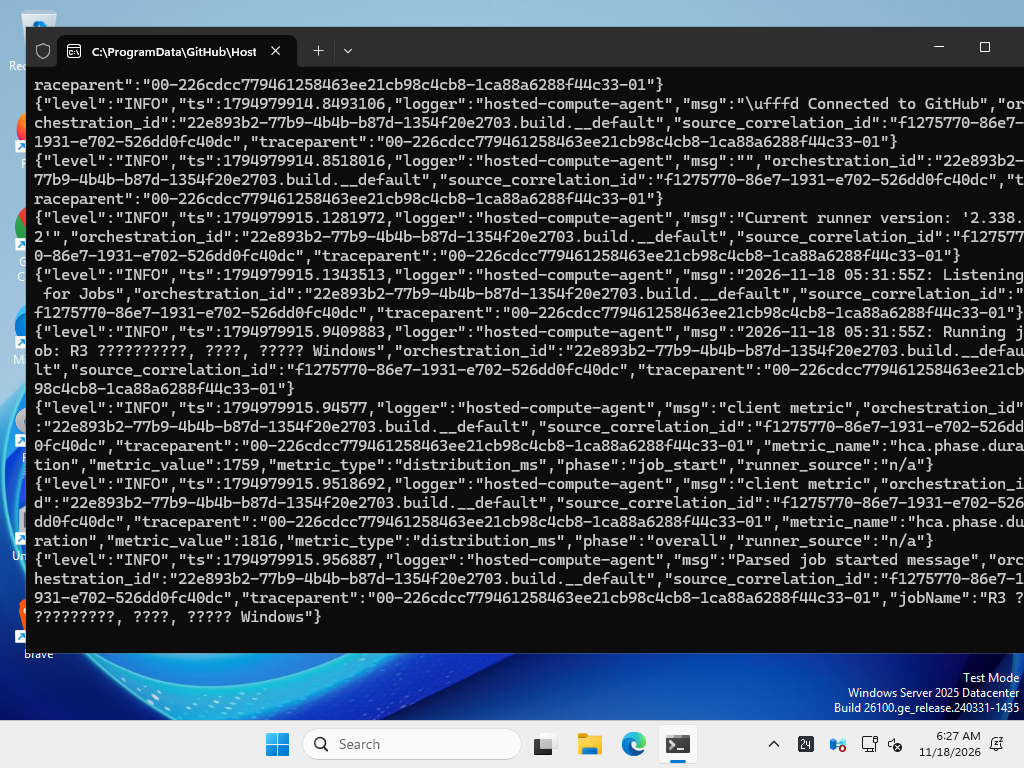 C:\ProgramData\GitHub\Host
raceparent":"00-226cdcc779461258463ee21cb98c4cb8-1ca88a6288f44c33-01"}
{"level":"INFO","ts":1794979914.8493106,"logger":"hosted-compute-agent","msg":"\ufffd Connected to GitHub","or
chestration_id":"22e893b2-77b9-4b4b-b87d-1354f20e2703.build.__default","source_correlation_id":"f1275770-86e7-
1931-e702-526dd0fc40dc","traceparent":"00-226cdcc779461258463ee21cb98c4cb8-1ca88a6288f44c33-01"}
{"level":"INFO","ts":1794979914.8518016,"logger":"hosted-compute-agent","msg":"","orchestration_id":"22e893b2-
77b9-4b4b-b87d-1354f20e2703.build.__default","source_correlation_id":"f1275770-86e7-1931-e702-526dd0fc40dc","t
raceparent":"00-226cdcc779461258463ee21cb98c4cb8-1ca88a6288f44c33-01"}
{"level":"INFO","ts":1794979915.1281972,"logger":"hosted-compute-agent","msg":"Current runner version: '2.338.
2'","orchestration_id":"22e893b2-77b9-4b4b-b87d-1354f20e2703.build.__default","source_correlation_id":"f127577
0-86e7-1931-e702-526dd0fc40dc","traceparent":"00-226cdcc779461258463ee21cb98c4cb8-1ca88a6288f44c33-01"}
{"level":"INFO","ts":1794979915.1343513,"logger":"hosted-compute-agent","msg":"2026-11-18 05:31:55Z: Listening
for Jobs","orchestration_id":"22e893b2-77b9-4b4b-b87d-1354f20e2703.build.__default","source_correlation_id":"
f1275770-86e7-1931-e702-526dd0fc40dc","traceparent":"00-226cdcc779461258463ee21cb98c4cb8-1ca88a6288f44c33-01"}
{"level":"INFO","ts":1794979915.9409883,"logger":"hosted-compute-agent","msg":"2026-11-18 05:31:55Z: Running j
ob: R3 ??????????, ????, ????? Windows","orchestration_id":"22e893b2-77b9-4b4b-b87d-1354f20e2703.build.__defau
lt","source_correlation_id":"f1275770-86e7-1931-e702-526dd0fc40dc","traceparent":"00-226cdcc779461258463ee21cb
98c4cb8-1ca88a6288f44c33-01"}
{"level":"INFO","ts":1794979915.94577,"logger":"hosted-compute-agent","msg":"client metric","orchestration_id"
:"22e893b2-77b9-4b4b-b87d-1354f20e2703.build.__default","source_correlation_id":"f1275770-86e7-1931-e702-526dd
0fc40dc","traceparent":"00-226cdcc779461258463ee21cb98c4cb8-1ca88a6288f44c33-01","metric_name":"hca.phase.dura
tion","metric_value":1759,"metric_type":"distribution_ms","phase":"job_start","runner_source":"n/a"}
{"level":"INFO","ts":1794979915.9518692,"logger":"hosted-compute-agent","msg":"client metric","orchestration_i
d":"22e893b2-77b9-4b4b-b87d-1354f20e2703.build.__default","source_correlation_id":"f1275770-86e7-1931-e702-526
dd0fc40dc","traceparent":"00-226cdcc779461258463ee21cb98c4cb8-1ca88a6288f44c33-01","metric_name":"hca.phase.du
ration","metric_value":1816,"metric_type":"distribution_ms","phase":"overall","runner_source":"n/a"}
{"level":"INFO","ts":1794979915.956887,"logger":"hosted-compute-agent","msg":"Parsed job started message","orc
hestration_id":"22e893b2-77b9-4b4b-b87d-1354f20e2703.build.__default","source_correlation_id":"f1275770-86e7-1
931-e702-526dd0fc40dc","traceparent":"00-226cdcc779461258463ee21cb98c4cb8-1ca88a6288f44c33-01","jobName":"R3 ?
?????????, ????, ????? Windows"}
Brave
Test Mode
Windows Server 2025 Datacenter
Build 26100.ge_release.240331-1435
Search
24
6:27 AM
11/18/2026